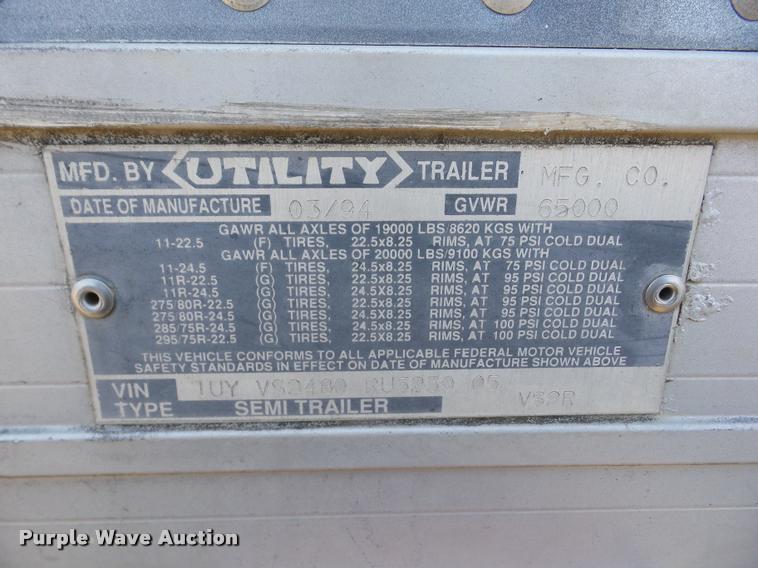 MFD. BY UTILITY TRAILER MFG. CO.
DATE OF MANUFACTURE 03/94 GVWR 65000
GAWR ALL AXLES OF 19000 LBS/8620 KGS WITH
11-22.5 (F) TIRES, 22.5x8.25 RIMS, AT 75 PSI COLD DUAL
GAWR ALL AXLES OF 20000 LBS/9100 KGS WITH
11-24.5 (F) TIRES, 24.5x8.25 RIMS, AT 75 PSI COLD DUAL
11R-22.5 (G) TIRES, 22.5x8.25 RIMS, AT 95 PSI COLD DUAL
11R-24.5 (G) TIRES, 24.5x8.25 RIMS, AT 95 PSI COLD DUAL
275/80R-22.5 (G) TIRES, 22.5x8.25 RIMS, AT 95 PSI COLD DUAL
275/80R-24.5 (G) TIRES, 24.5x8.25 RIMS, AT 95 PSI COLD DUAL
285/75R-24.5 (G) TIRES, 24.5x8.25 RIMS, AT 100 PSI COLD DUAL
295/75R-22.5 (G) TIRES, 22.5x8.25 RIMS, AT 100 PSI COLD DUAL
THIS VEHICLE CONFORMS TO ALL APPLICABLE FEDERAL MOTOR VEHICLE
SAFETY STANDARDS IN EFFECT ON DATE OF MANUFACTURE SHOWN ABOVE
VIN 1UY VS2480 RU3230 05
TYPE SEMI TRAILER VS2R
Purple Wave Auction